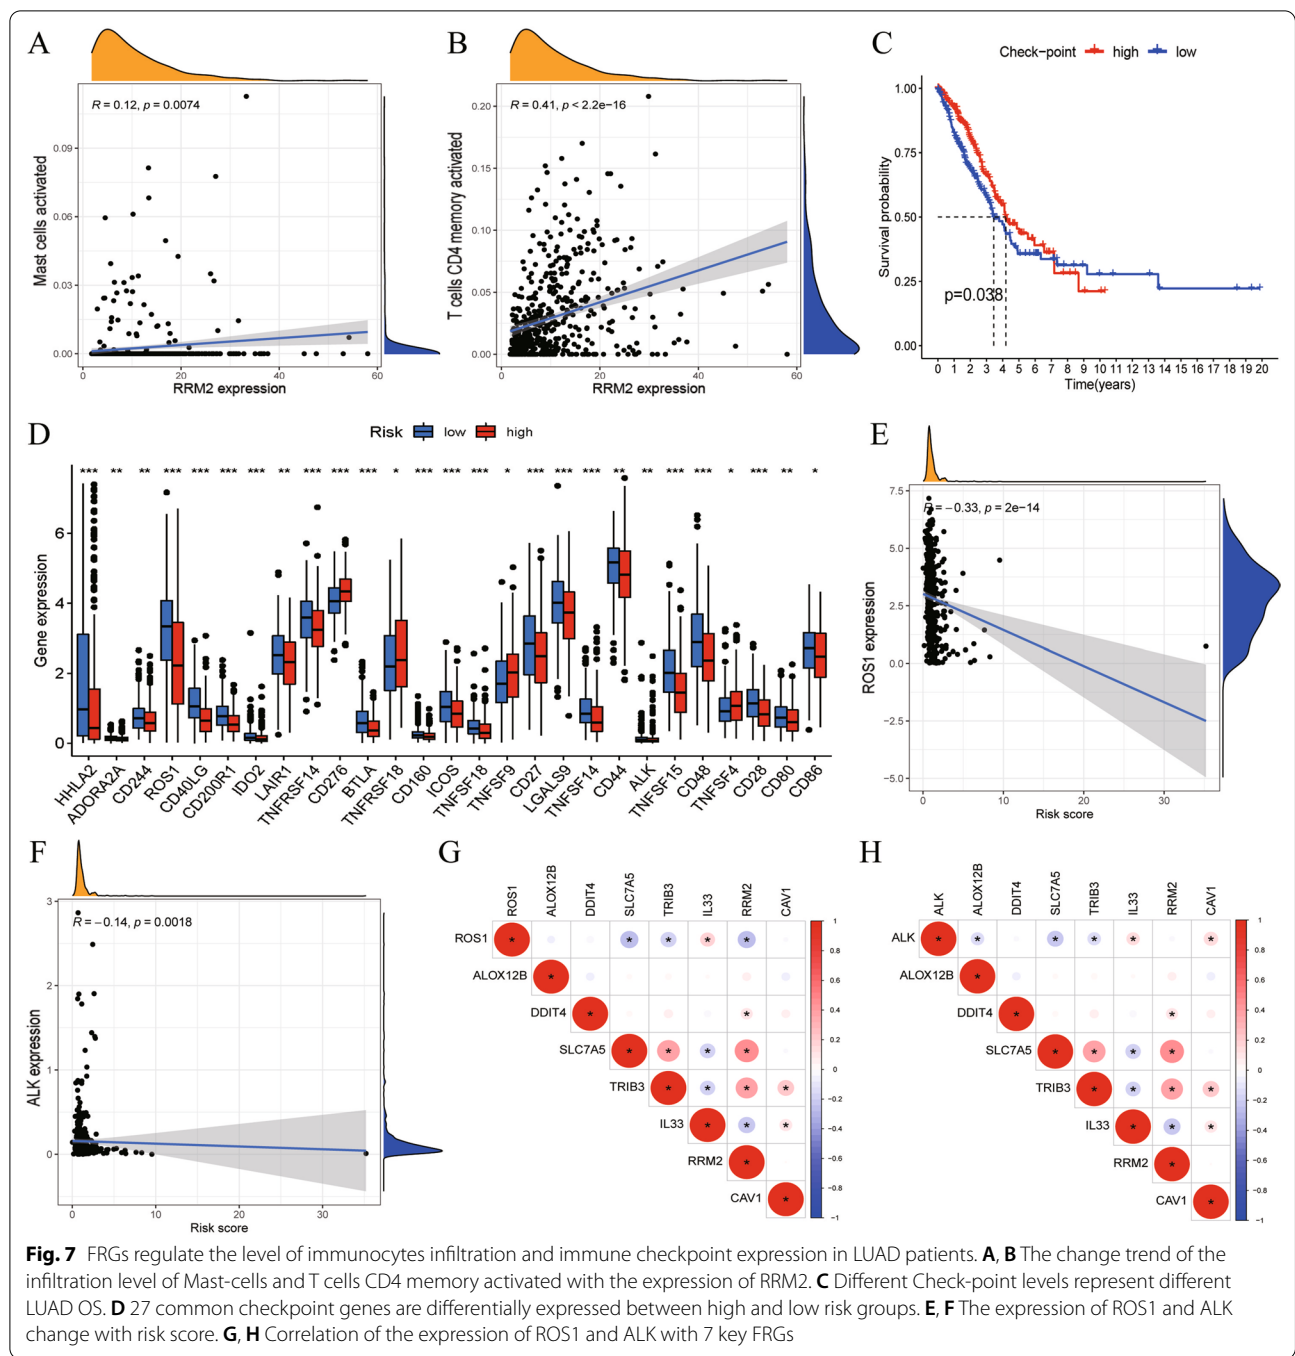 A
R = 0.12, p = 0.0074
Mast cells activated
0.09
0.06
0.03
0.00
0
20
40
60
RRM2 expression
B
R = 0.41, p < 2.2e−16
T cells CD4 memory activated
0.20
0.15
0.10
0.05
0.00
0
20
40
60
RRM2 expression
C
Check-point high low
Survival probability
1.00
0.75
0.50
0.25
0.00
p=0.038
0 1 2 3 4 5 6 7 8 9 10 11 12 13 14 15 16 17 18 19 20
Time(years)
D
Risk low high
*** ** ** *** *** *** *** ** *** *** *** * *** *** *** * *** *** *** ** ** *** *** * *** ** *
Gene expression
6
4
2
0
HHLA2
ADORA2A
CD244
ROS1
CD40LG
CD200R1
IDO2
LAIR1
TNFRSF14
CD276
BTLA
TNFRSF18
CD160
ICOS
TNFSF18
TNFSF9
CD27
LGALS9
TNFSF14
CD44
ALK
TNFSF15
CD48
TNFSF4
CD28
CD80
CD86
E
R = −0.33, p = 2e−14
ROS1 expression
7.5
5.0
2.5
0.0
−2.5
−5.0
0
10
20
30
Risk score
F
R = −0.14, p = 0.0018
ALK expression
3
2
1
0
0
10
20
30
Risk score
G
ROS1 ALOX12B DDIT4 SLC7A5 TRIB3 IL33 RRM2 CAV1
ROS1 * * * * *
ALOX12B *
DDIT4 * *
SLC7A5 * * * *
TRIB3 * * * *
IL33 * * *
RRM2 *
CAV1 *
1
0.8
0.6
0.4
0.2
0
−0.2
−0.4
−0.6
−0.8
−1
H
ALK ALOX12B DDIT4 SLC7A5 TRIB3 IL33 RRM2 CAV1
ALK * * * * * *
ALOX12B *
DDIT4 * *
SLC7A5 * * * *
TRIB3 * * * *
IL33 * * *
RRM2 *
CAV1 *
1
0.8
0.6
0.4
0.2
0
−0.2
−0.4
−0.6
−0.8
−1
Fig. 7 FRGs regulate the level of immunocytes infiltration and immune checkpoint expression in LUAD patients. A, B The change trend of the
infiltration level of Mast-cells and T cells CD4 memory activated with the expression of RRM2. C Different Check-point levels represent different
LUAD OS. D 27 common checkpoint genes are differentially expressed between high and low risk groups. E, F The expression of ROS1 and ALK
change with risk score. G, H Correlation of the expression of ROS1 and ALK with 7 key FRGs